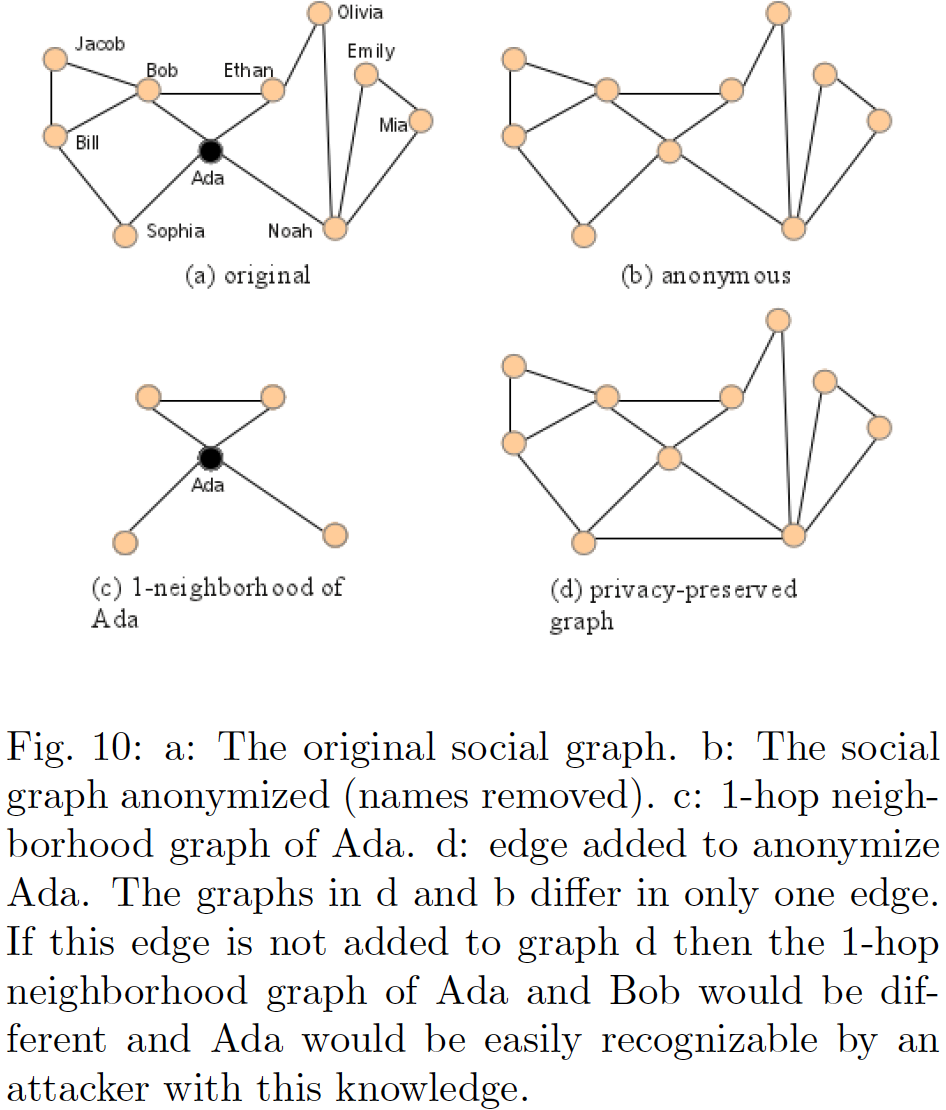 Olivia
Jacob
Emily
Bob
Ethan
Mia
Bill
Ada
Sophia
Noah
(a) original
(b) anonymous
Ada
(c) 1-neighborhood of
Ada
(d) privacy-preserved
graph
Fig. 10: a: The original social graph. b: The social
graph anonymized (names removed). c: 1-hop neigh-
borhood graph of Ada. d: edge added to anonymize
Ada. The graphs in d and b differ in only one edge.
If this edge is not added to graph d then the 1-hop
neighborhood graph of Ada and Bob would be dif-
ferent and Ada would be easily recognizable by an
attacker with this knowledge.